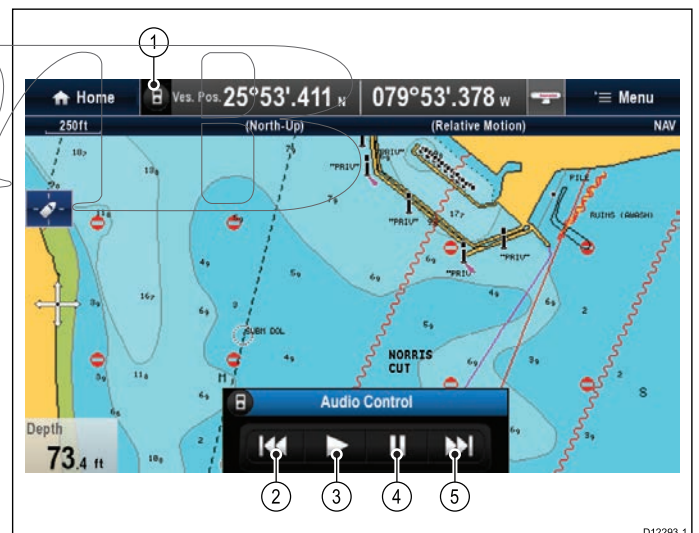 1
Home
Ves. Pos. 25°53'.411 N
079°53'.378 W
Menu
250ft
(North-Up)
(Relative Motion)
NAV
"PRIV"
"PRIV"
"PRIV"
"PRIV"
"PRIV
PILE
RUINS (AWASH)
SUBM DOL
NORRIS
CUT
M
S
Audio Control
Depth
73.4 ft
2
3
4
5
D12293-1